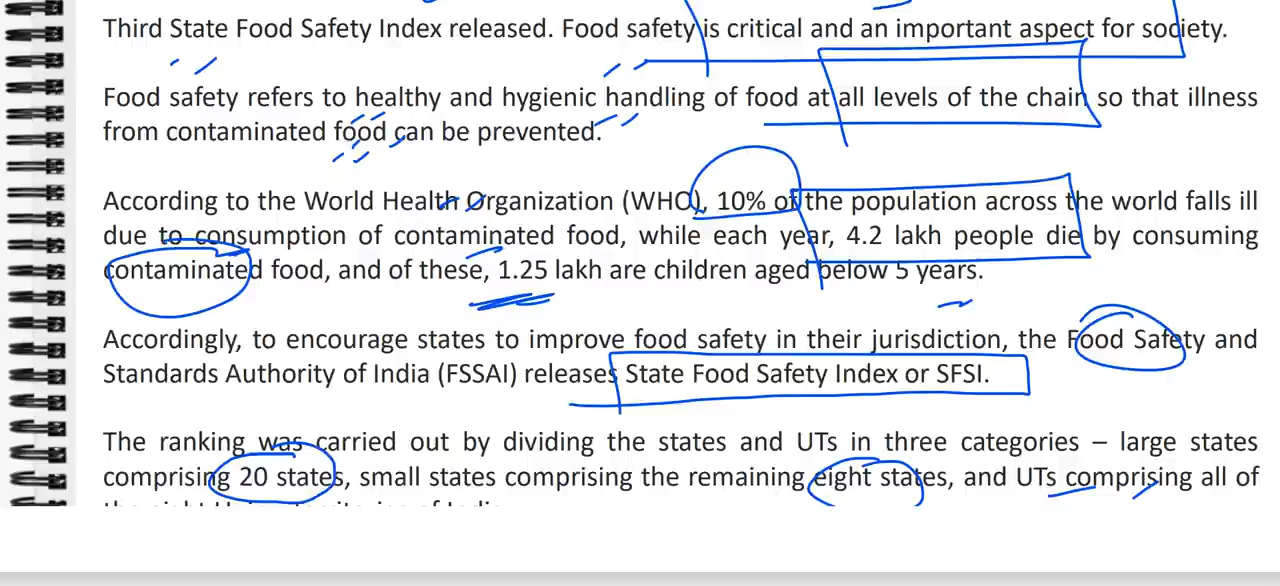 Third State Food Safety Index released. Food safety is critical and an important aspect for society.
Food safety refers to healthy and hygienic handling of food at all levels of the chain so that illness
from contaminated food can be prevented.
According to the World Health Organization (WHO), 10% of the population across the world falls ill
due to consumption of contaminated food, while each year, 4.2 lakh people die by consuming
contaminated food, and of these, 1.25 lakh are children aged below 5 years.
Accordingly, to encourage states to improve food safety in their jurisdiction, the Food Safety and
Standards Authority of India (FSSAI) releases State Food Safety Index or SFSI.
The ranking was carried out by dividing the states and UTs in three categories – large states
comprising 20 states, small states comprising the remaining eight states, and UTs comprising all of